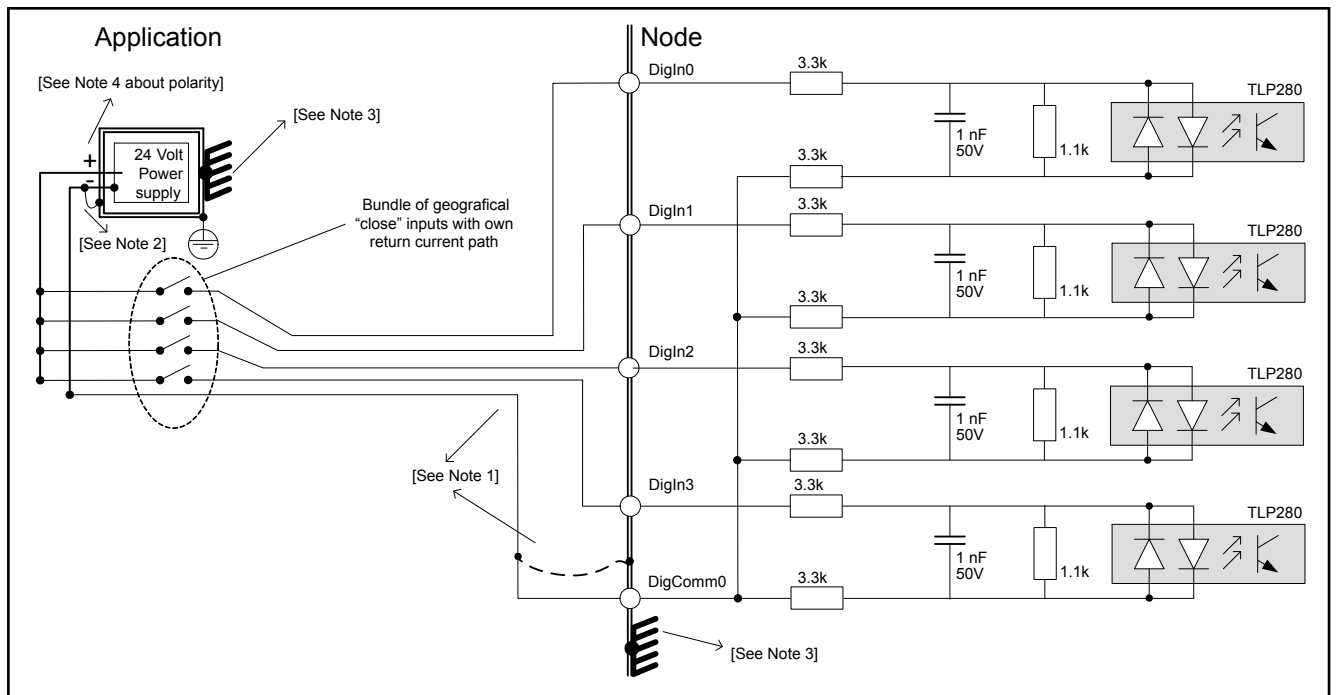 Application
Node
[See Note 4 about polarity]
[See Note 3]
+
-
24 Volt
Power
supply
[See Note 2]
Bundle of geografical
“close” inputs with own
return current path
[See Note 1]
DigIn0
3.3k
1 nF
50V
1.1k
TLP280
3.3k
DigIn1
3.3k
1 nF
50V
1.1k
TLP280
3.3k
DigIn2
3.3k
1 nF
50V
1.1k
TLP280
3.3k
DigIn3
3.3k
1 nF
50V
1.1k
TLP280
DigComm0
3.3k
[See Note 3]